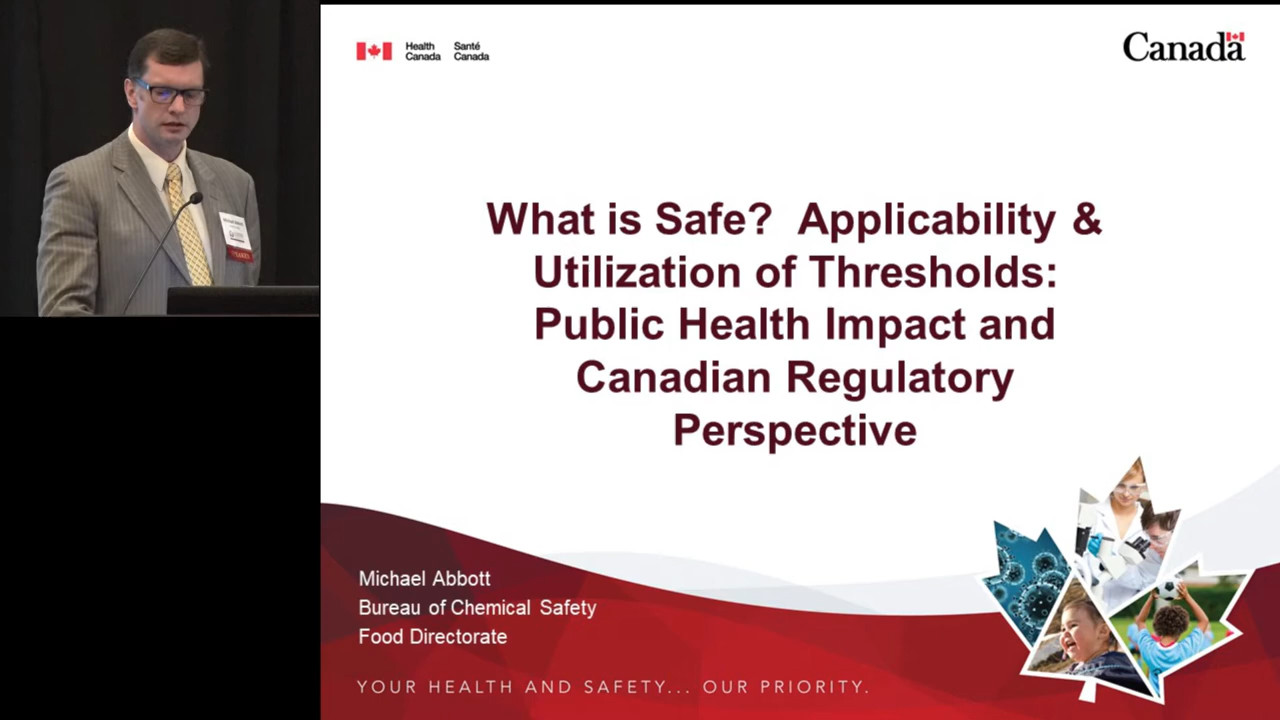 Health Canada
Santé Canada
Canada
What is Safe? Applicability &
Utilization of Thresholds:
Public Health Impact and
Canadian Regulatory
Perspective
Michael Abbott
Bureau of Chemical Safety
Food Directorate
YOUR HEALTH AND SAFETY... OUR PRIORITY.